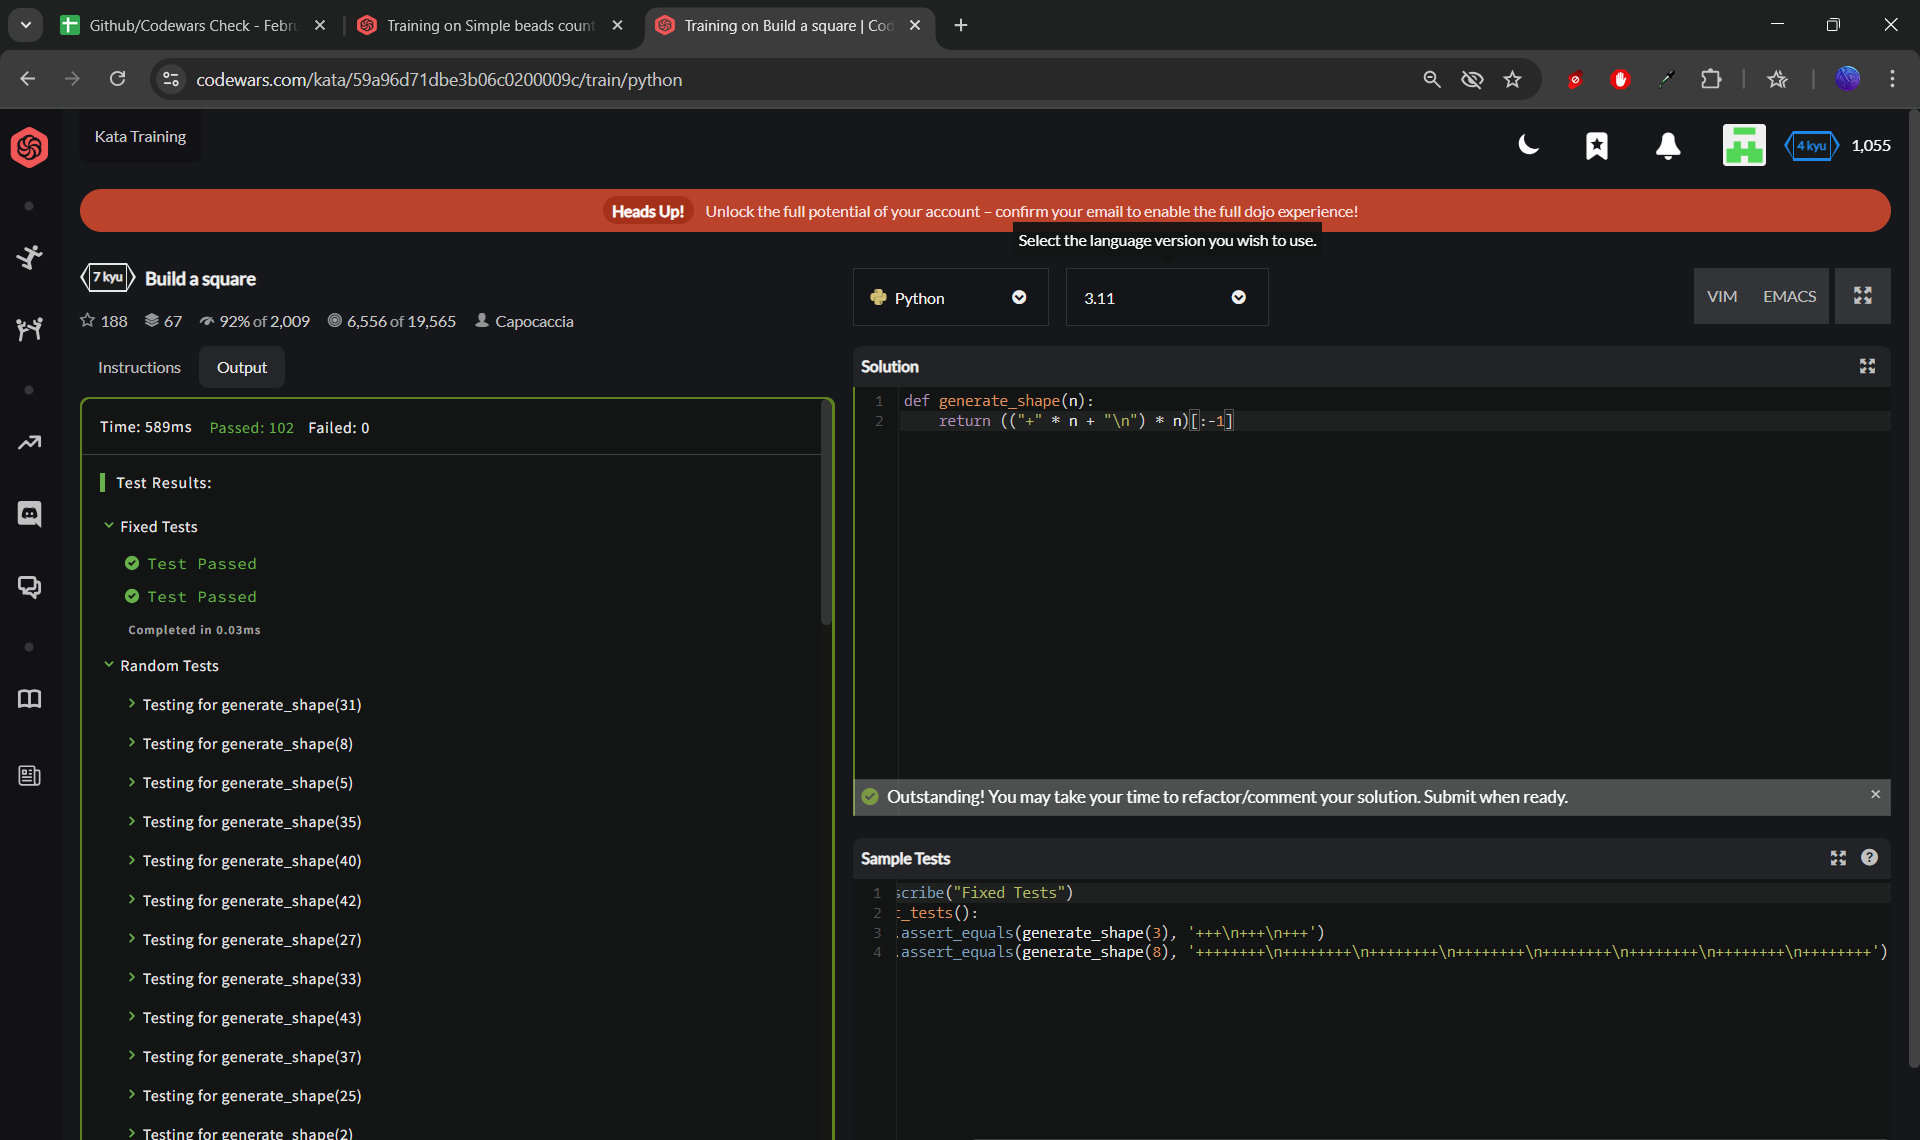 Github/Codewars Check - Febru
Training on Simple beads count
Training on Build a square | Cod
codewars.com/kata/59a96d71dbe3b06c0200009c/train/python
Kata Training
4 kyu
1,055
Heads Up! Unlock the full potential of your account – confirm your email to enable the full dojo experience!
Select the language version you wish to use.
7 kyu
Build a square
188 67 92% of 2,009 6,556 of 19,565 Capocaccia
Python
3.11
VIM
EMACS
Instructions
Output
Time: 589ms Passed: 102 Failed: 0
Test Results:
Fixed Tests
Test Passed
Test Passed
Completed in 0.03ms
Random Tests
Testing for generate_shape(31)
Testing for generate_shape(8)
Testing for generate_shape(5)
Testing for generate_shape(35)
Testing for generate_shape(40)
Testing for generate_shape(42)
Testing for generate_shape(27)
Testing for generate_shape(33)
Testing for generate_shape(43)
Testing for generate_shape(37)
Testing for generate_shape(25)
Testing for generate_shape(2)
Solution
1 def generate_shape(n):
2 return (("+" * n + "\n") * n)[:-1]
Outstanding! You may take your time to refactor/comment your solution. Submit when ready.
Sample Tests
1 scribe("Fixed Tests")
2 t_tests():
3 .assert_equals(generate_shape(3), '+++\n+++\n+++')
4 .assert_equals(generate_shape(8), '++++++++\n++++++++\n++++++++\n++++++++\n++++++++\n++++++++\n++++++++\n++++++++')